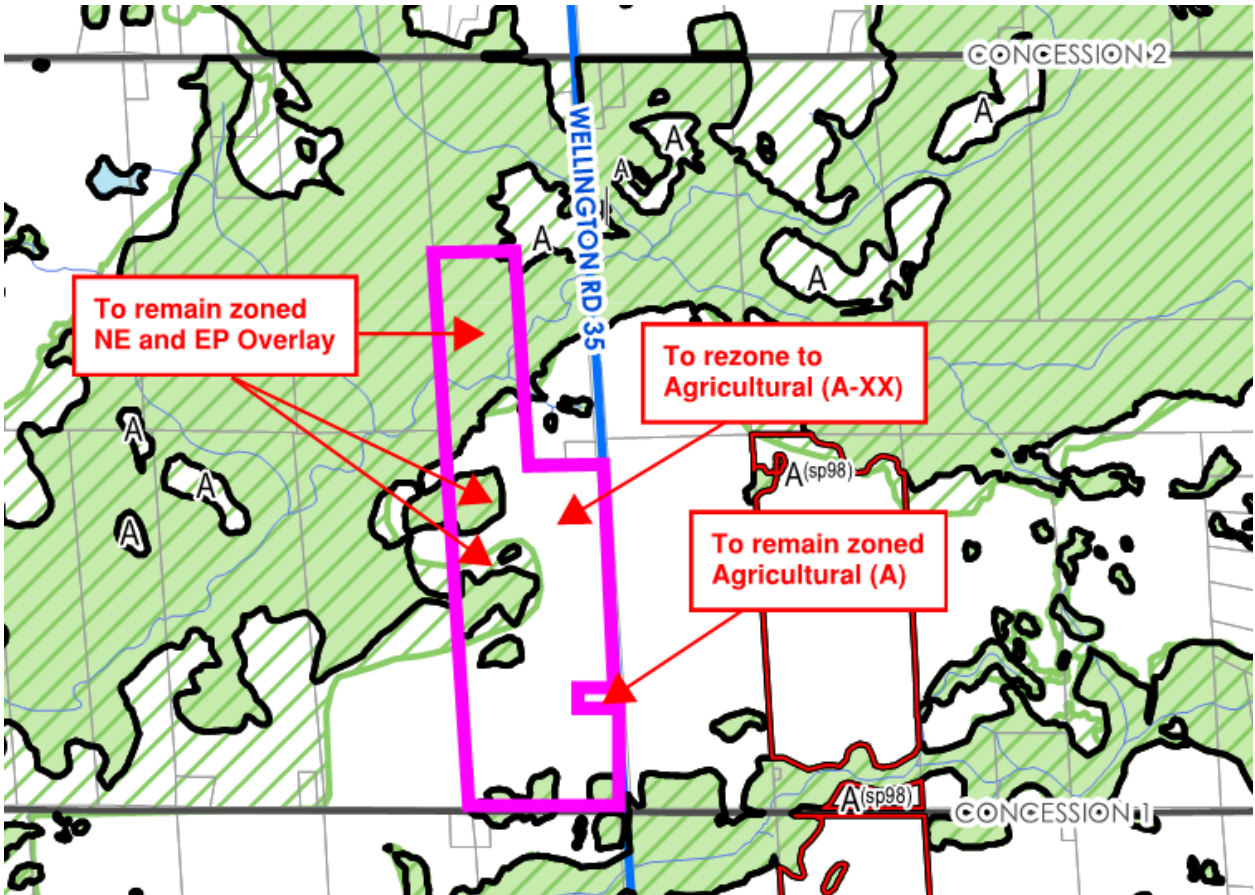 CONCESSION 2
WELLINGTON RD 35
A
A
A
A
A
To remain zoned
NE and EP Overlay
To rezone to
Agricultural (A-XX)
A
A
A
A(sp98)
To remain zoned
Agricultural (A)
A(sp98)
CONCESSION 1